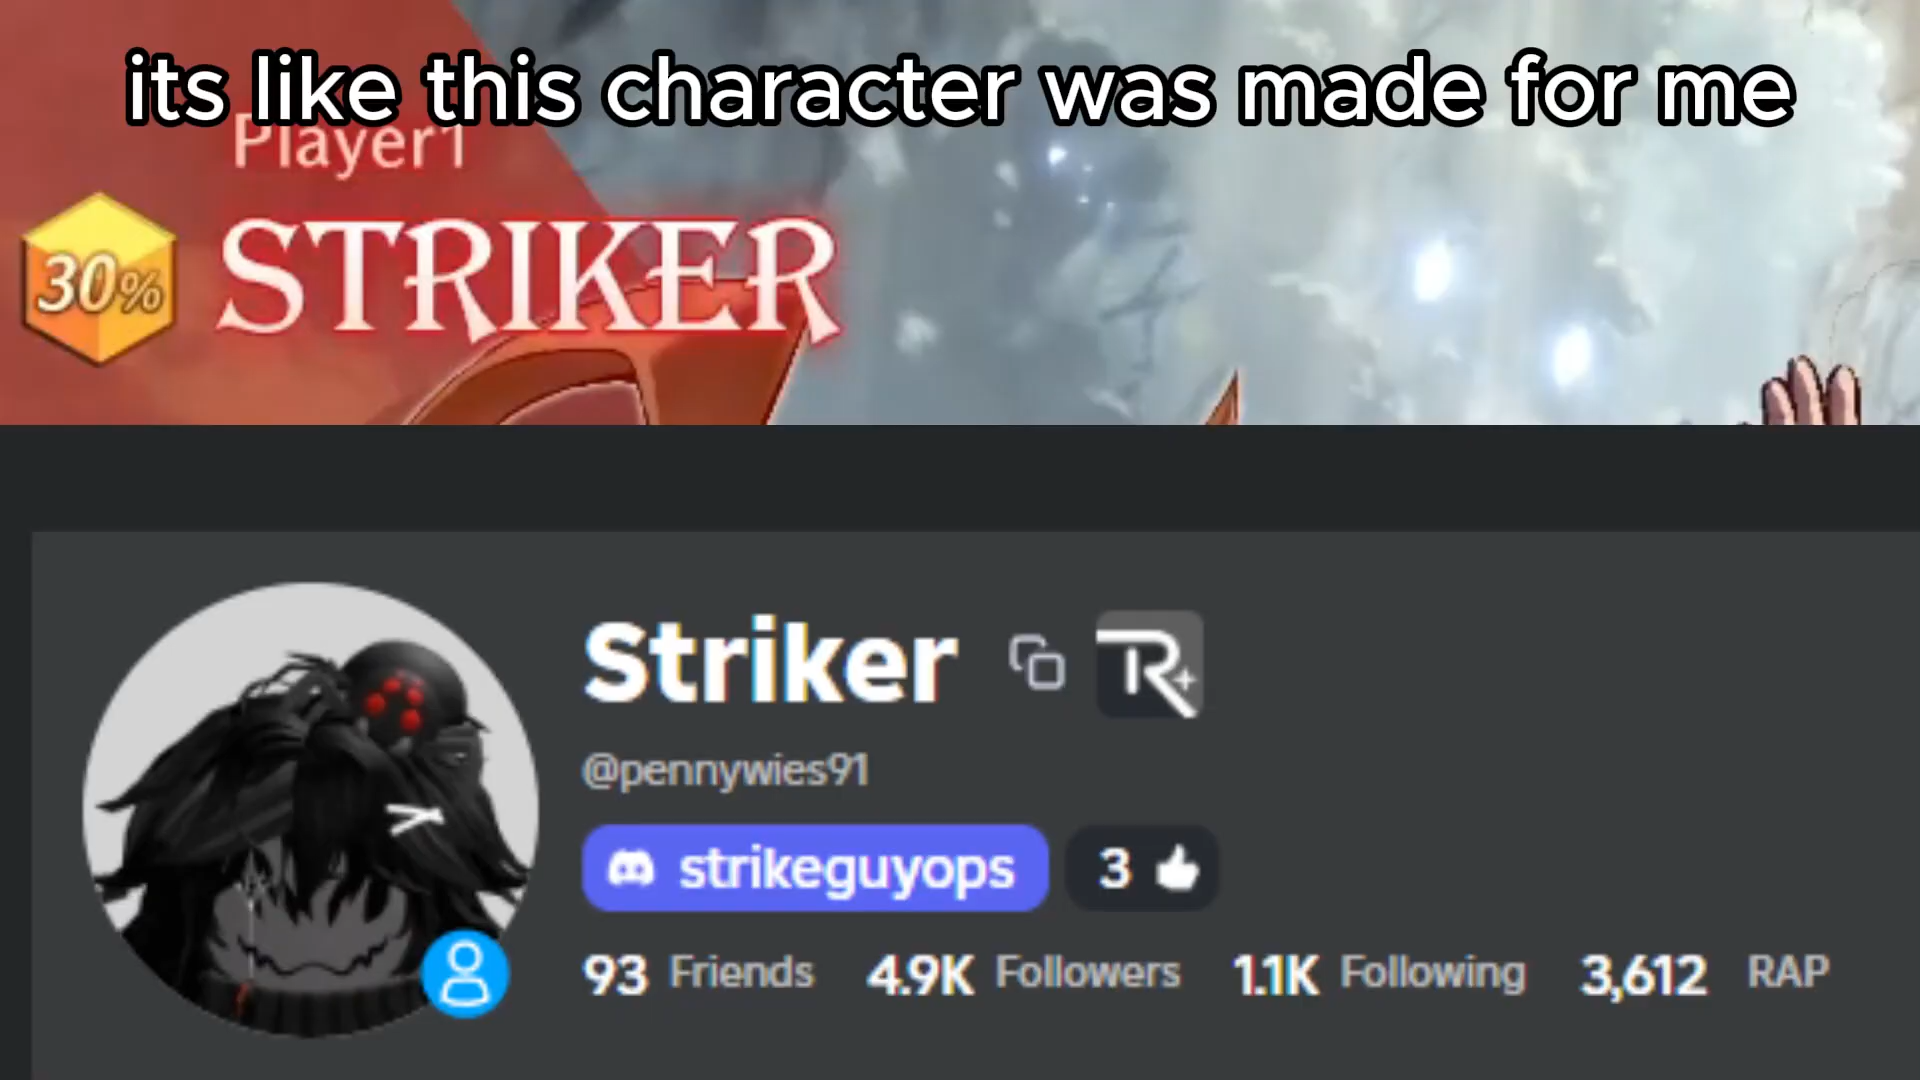 its like this character was made for me
Player1
30%
STRIKER
Striker
R+
@pennywies91
strikeguyops
3
93 Friends 4.9K Followers 1.1K Following 3,612 RAP